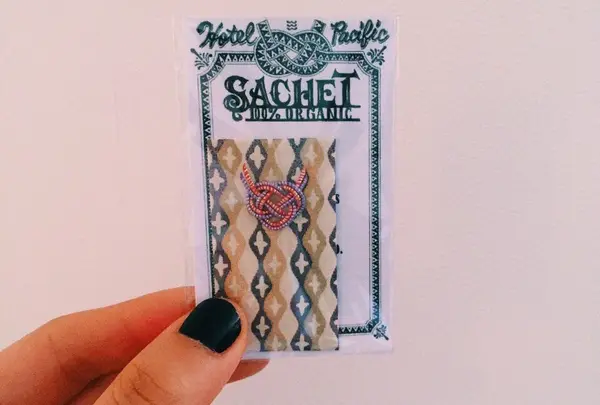 Hotel Pacific
SACHET
100% ORGANIC